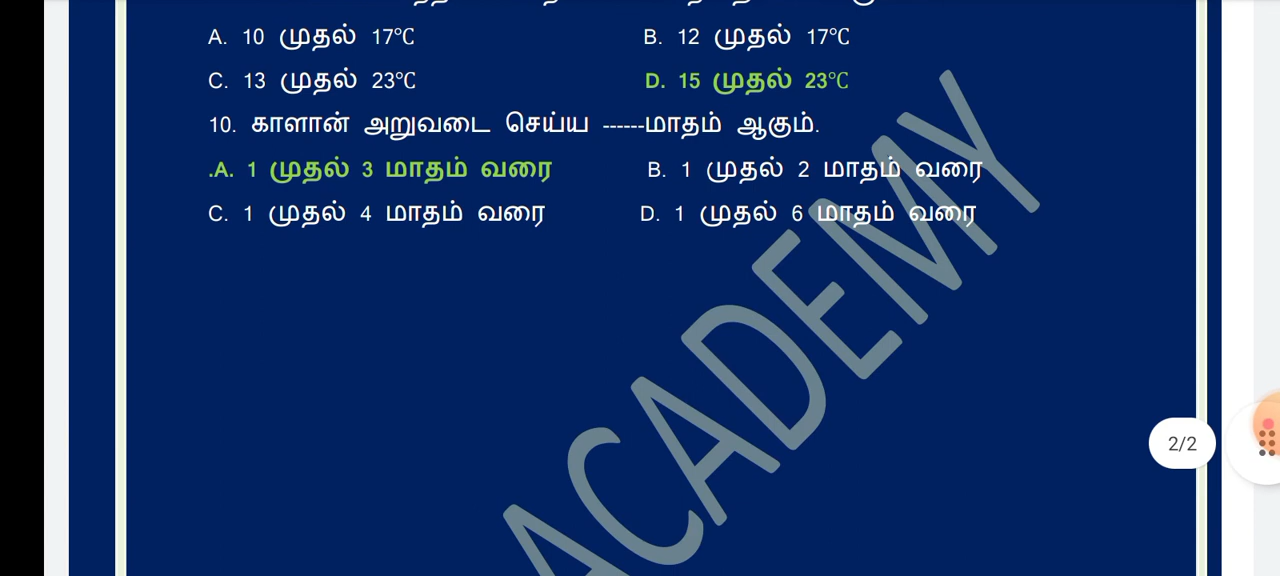 A. 10 முதல் 17°C B. 12 முதல் 17°C
C. 13 முதல் 23°C D. 15 முதல் 23°C
10. காளான் அறுவடை செய்ய ------மாதம் ஆகும்.
.A. 1 முதல் 3 மாதம் வரை B. 1 முதல் 2 மாதம் வரை
C. 1 முதல் 4 மாதம் வரை D. 1 முதல் 6 மாதம் வரை
ACADEMY
2/2